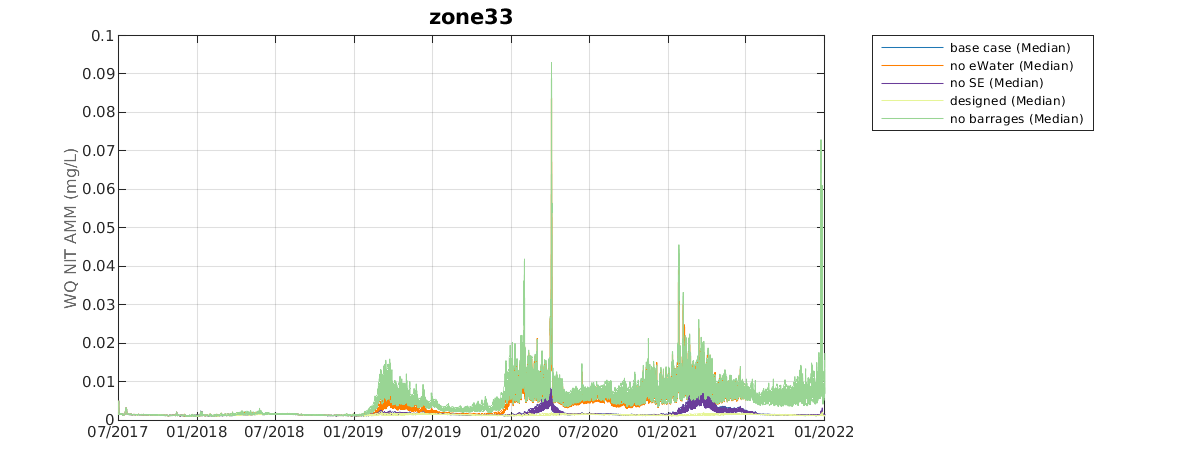 zone33
WQ NIT AMM (mg/L)
0.1
0.09
0.08
0.07
0.06
0.05
0.04
0.03
0.02
0.01
0
07/2017 01/2018 07/2018 01/2019 07/2019 01/2020 07/2020 01/2021 07/2021 01/2022
base case (Median)
no eWater (Median)
no SE (Median)
designed (Median)
no barrages (Median)